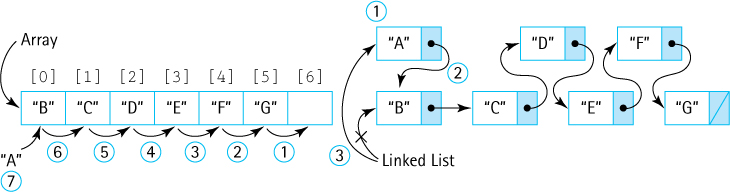 Array
[0] [1] [2] [3] [4] [5] [6]
"B" "C" "D" "E" "F" "G"
6 5 4 3 2 1
"A"
7
1
"A" "D" "F"
2
"B" "C" "E" "G"
3 Linked List